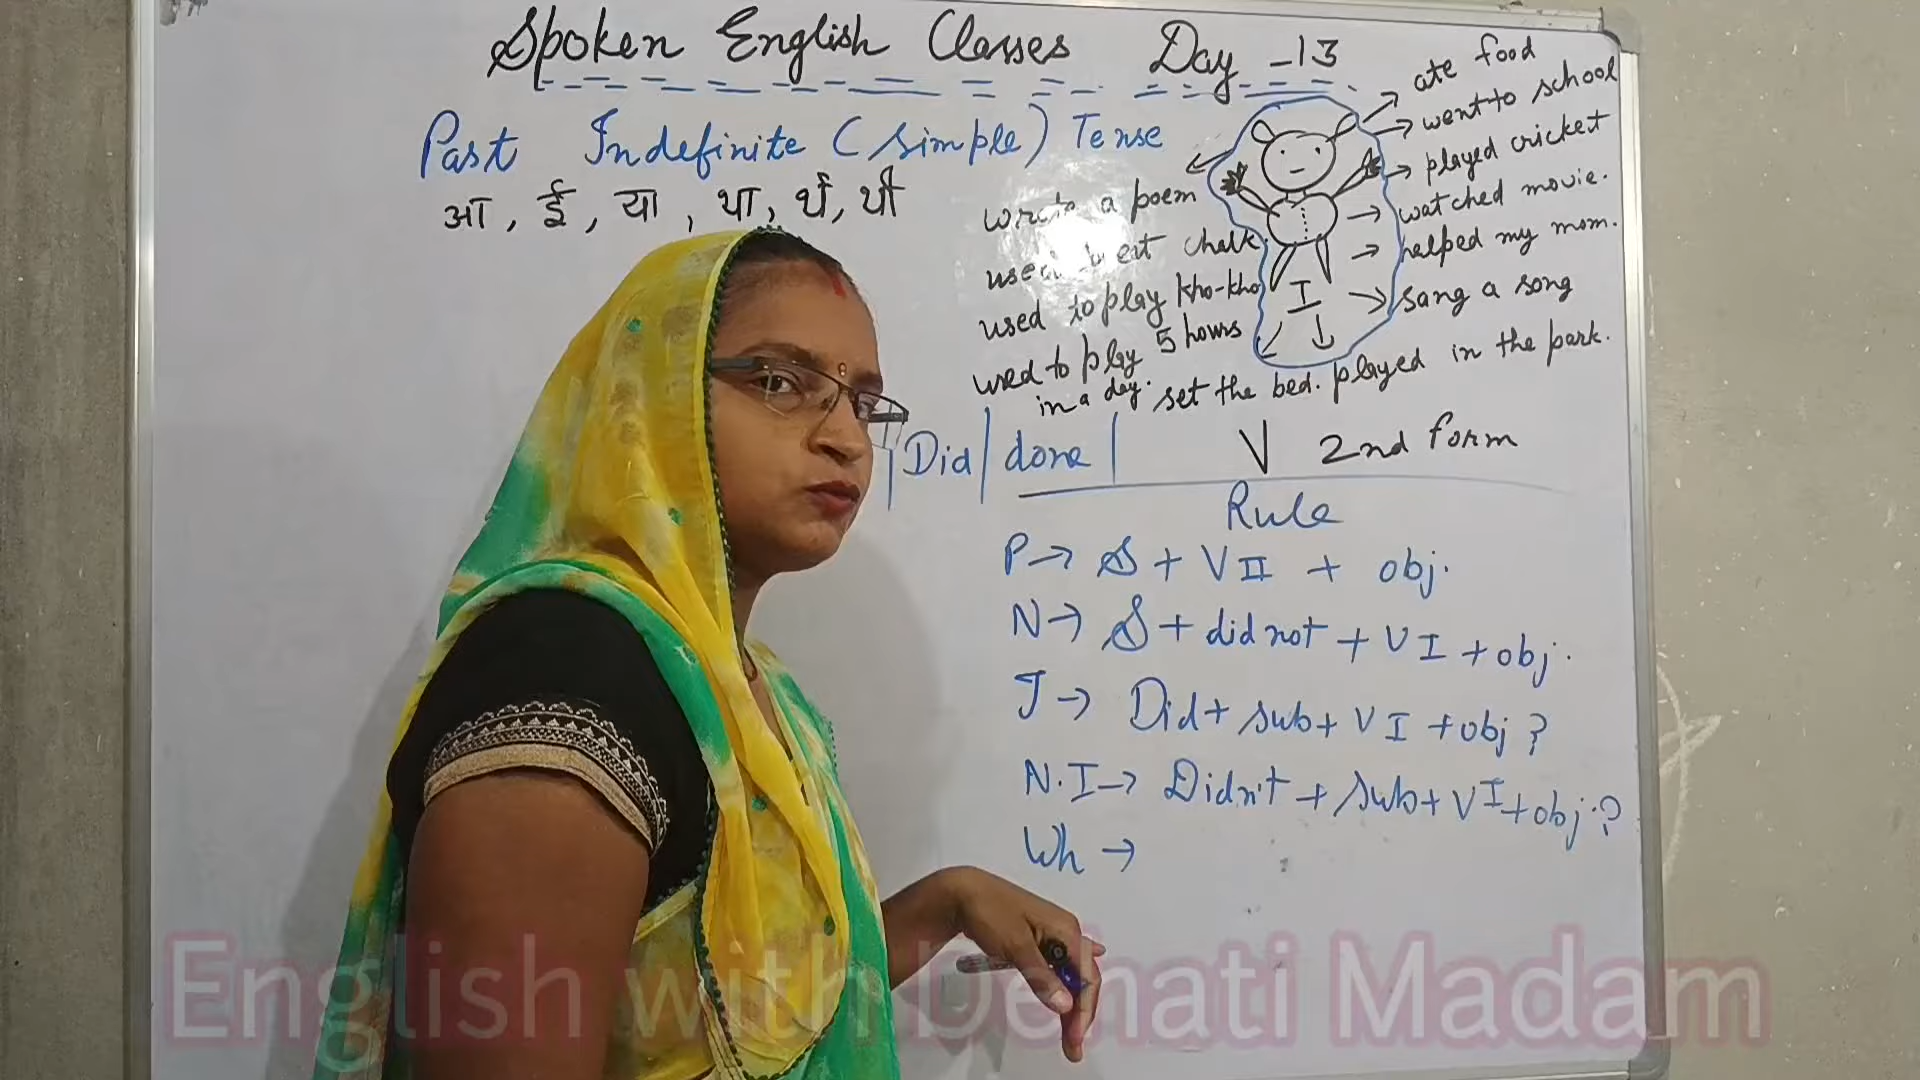 Spoken English Classes Day -13
Past Indefinite (simple) Tense
आ, ई, या, था, थे, थी
ate food
went to school
played cricket
watched movie.
helped my mom.
sang a song
played in the park.
set the bed.
wrote a poem
eat chalk
used to play kho-kho
used to play 5 hours
in a day.
I
Did | done |
V 2nd form
Rule
P → S + V II + obj.
N → S + did not + V I + obj.
I → Did + sub + V I + obj ?
N.I → Didn't + sub + V I + obj. ?
Wh →
English with Dehati Madam